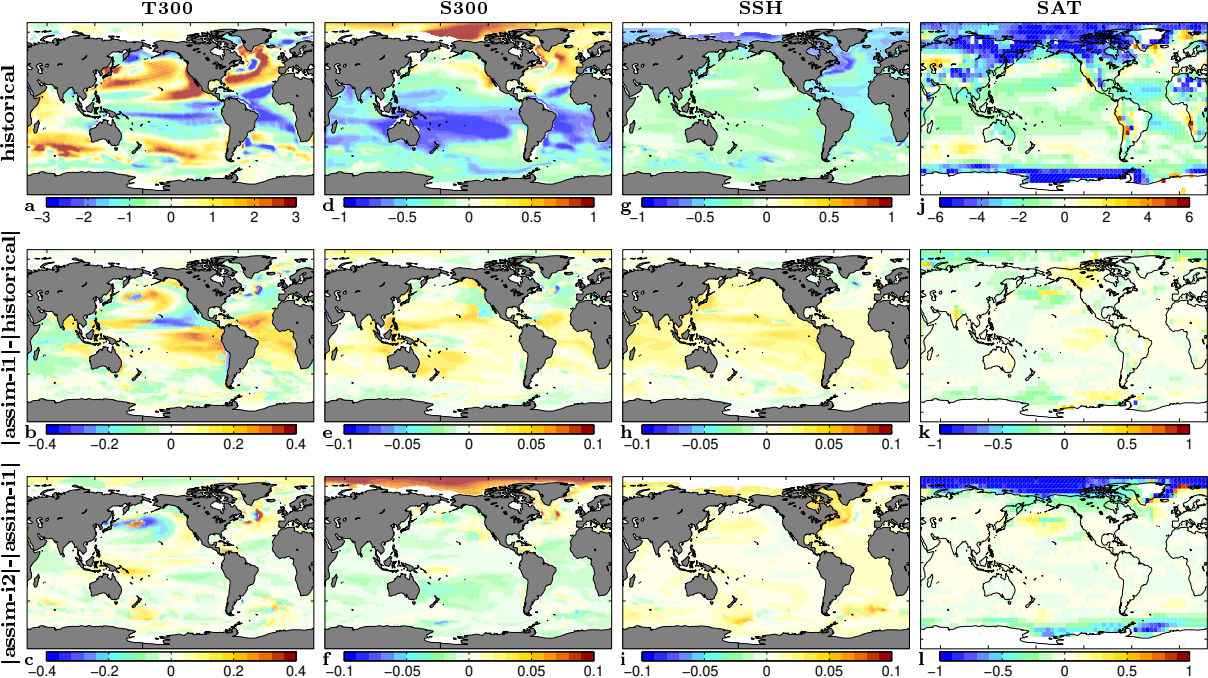 T300 S300 SSH SAT
historical
a −3 −2 −1 0 1 2 3
d −1 −0.5 0 0.5 1
g −1 −0.5 0 0.5 1
j −6 −4 −2 0 2 4 6
|assim-i1|-|historical|
b −0.4 −0.2 0 0.2 0.4
e −0.1 −0.05 0 0.05 0.1
h −0.1 −0.05 0 0.05 0.1
k −1 −0.5 0 0.5 1
|assim-i2|-|assim-i1|
c −0.4 −0.2 0 0.2 0.4
f −0.1 −0.05 0 0.05 0.1
i −0.1 −0.05 0 0.05 0.1
l −1 −0.5 0 0.5 1